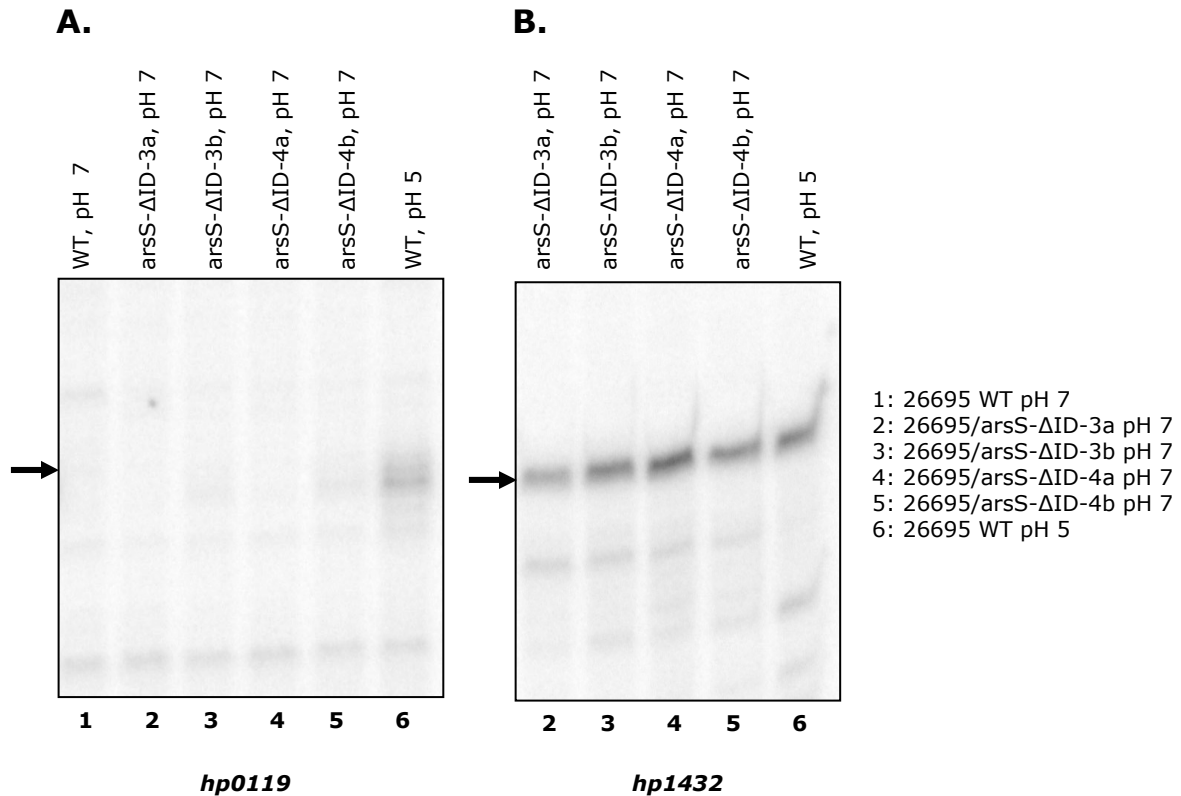 A.
B.
WT, pH 7
arsS-ΔID-3a, pH 7
arsS-ΔID-3b, pH 7
arsS-ΔID-4a, pH 7
arsS-ΔID-4b, pH 7
WT, pH 5
arsS-ΔID-3a, pH 7
arsS-ΔID-3b, pH 7
arsS-ΔID-4a, pH 7
arsS-ΔID-4b, pH 7
WT, pH 5
1: 26695 WT pH 7
2: 26695/arsS-ΔID-3a pH 7
3: 26695/arsS-ΔID-3b pH 7
4: 26695/arsS-ΔID-4a pH 7
5: 26695/arsS-ΔID-4b pH 7
6: 26695 WT pH 5
1 2 3 4 5 6
2 3 4 5 6
hp0119
hp1432